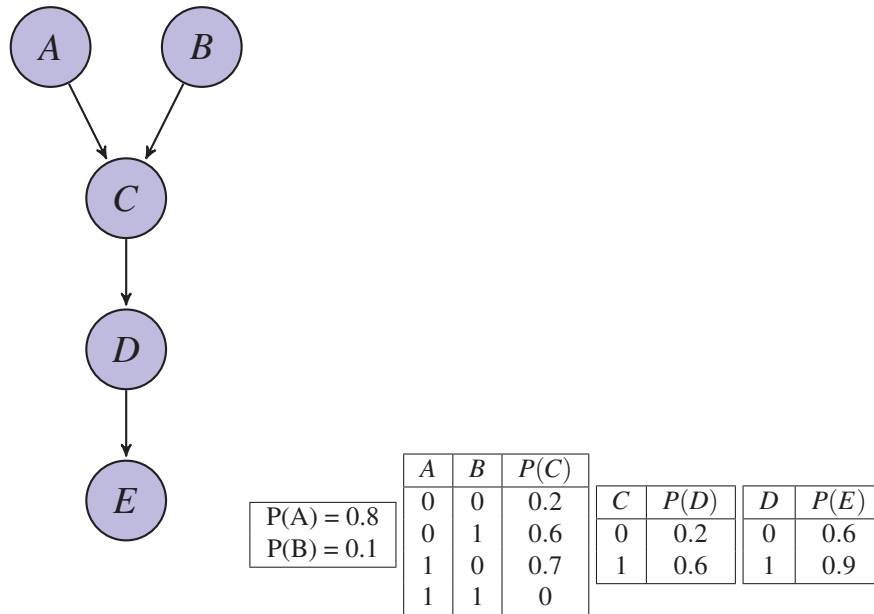 A B
C
D
E
P(A) = 0.8
P(B) = 0.1
A B P(C)
0 0 0.2
0 1 0.6
1 0 0.7
1 1 0
C P(D)
0 0.2
1 0.6
D P(E)
0 0.6
1 0.9